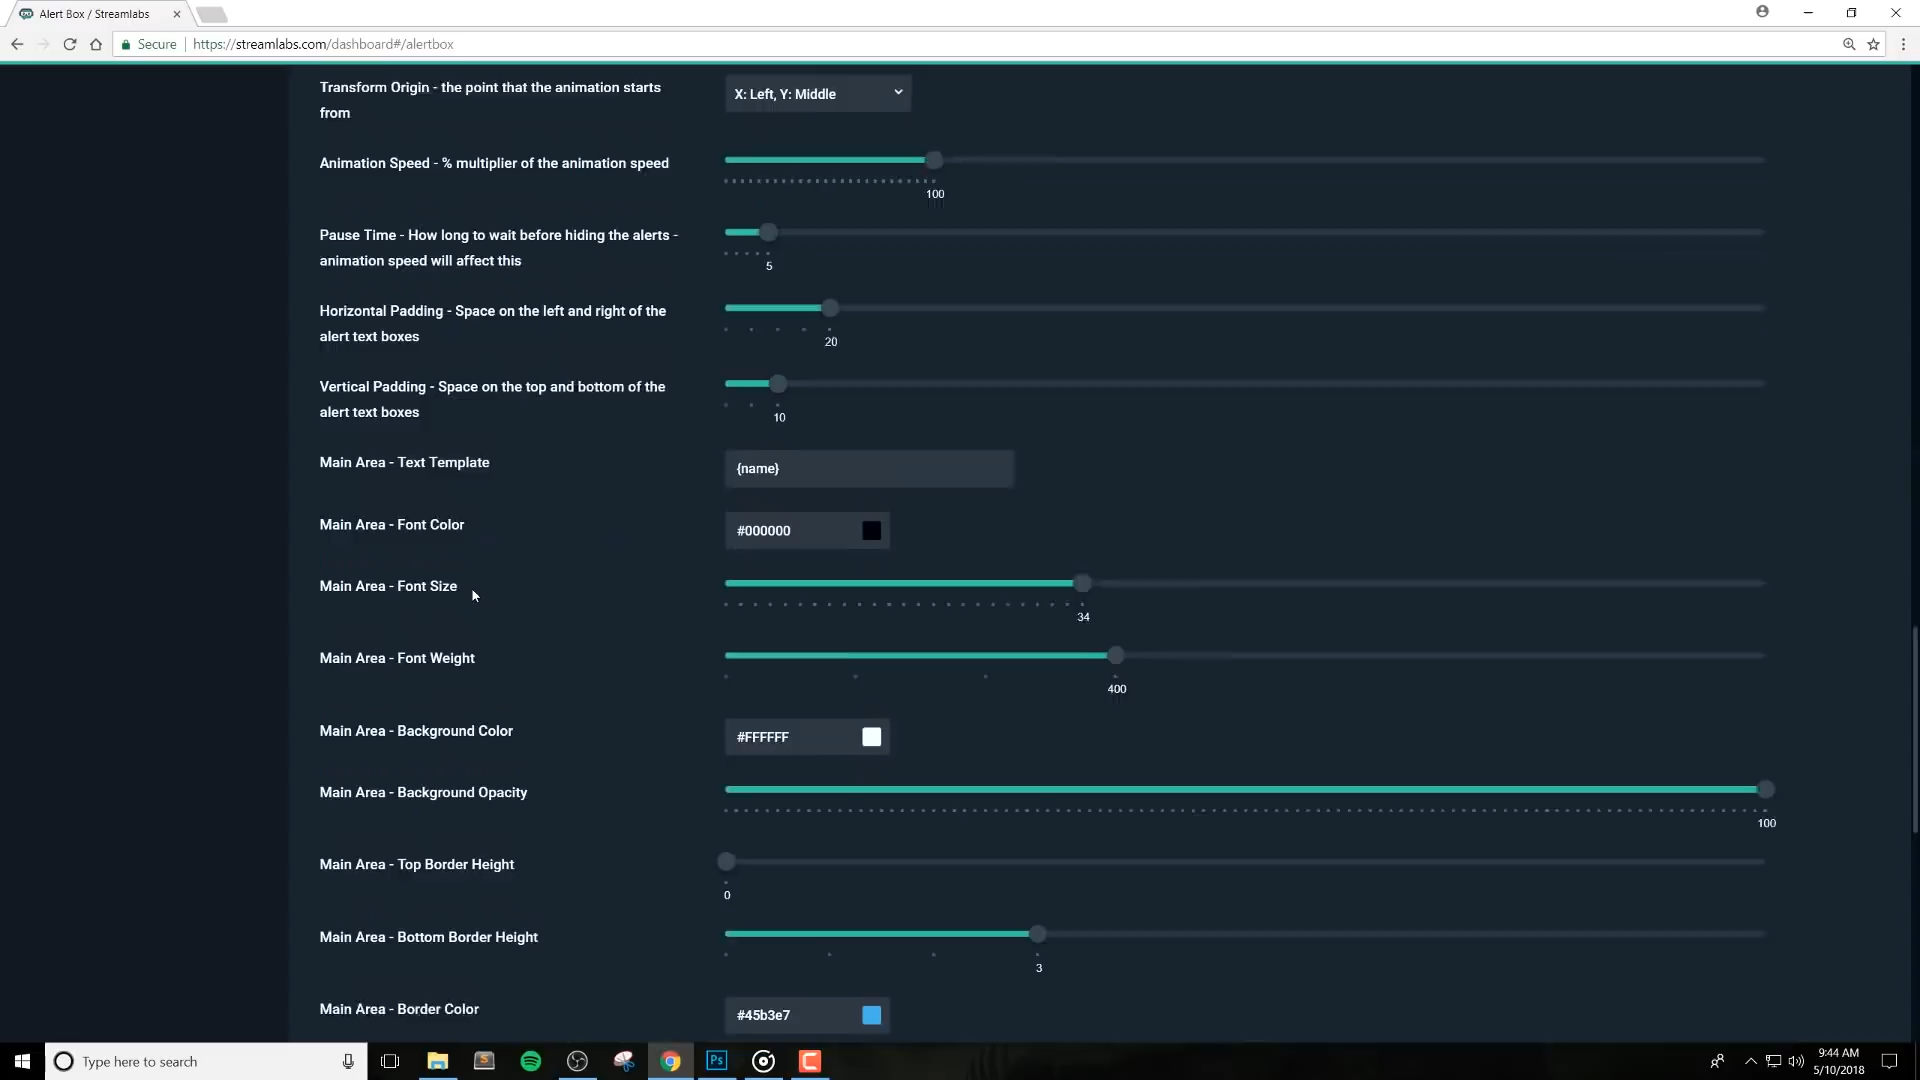 Alert Box / Streamlabs
Secure
https://streamlabs.com/dashboard#/alertbox
Transform Origin - the point that the animation starts
from
X: Left, Y: Middle
Animation Speed - % multiplier of the animation speed
100
Pause Time - How long to wait before hiding the alerts -
animation speed will affect this
5
Horizontal Padding - Space on the left and right of the
alert text boxes
20
Vertical Padding - Space on the top and bottom of the
alert text boxes
10
Main Area - Text Template
{name}
Main Area - Font Color
#000000
Main Area - Font Size
34
Main Area - Font Weight
400
Main Area - Background Color
#FFFFFF
Main Area - Background Opacity
100
Main Area - Top Border Height
0
Main Area - Bottom Border Height
3
Main Area - Border Color
#45b3e7
Type here to search
S
Ps
9:44 AM
5/10/2018